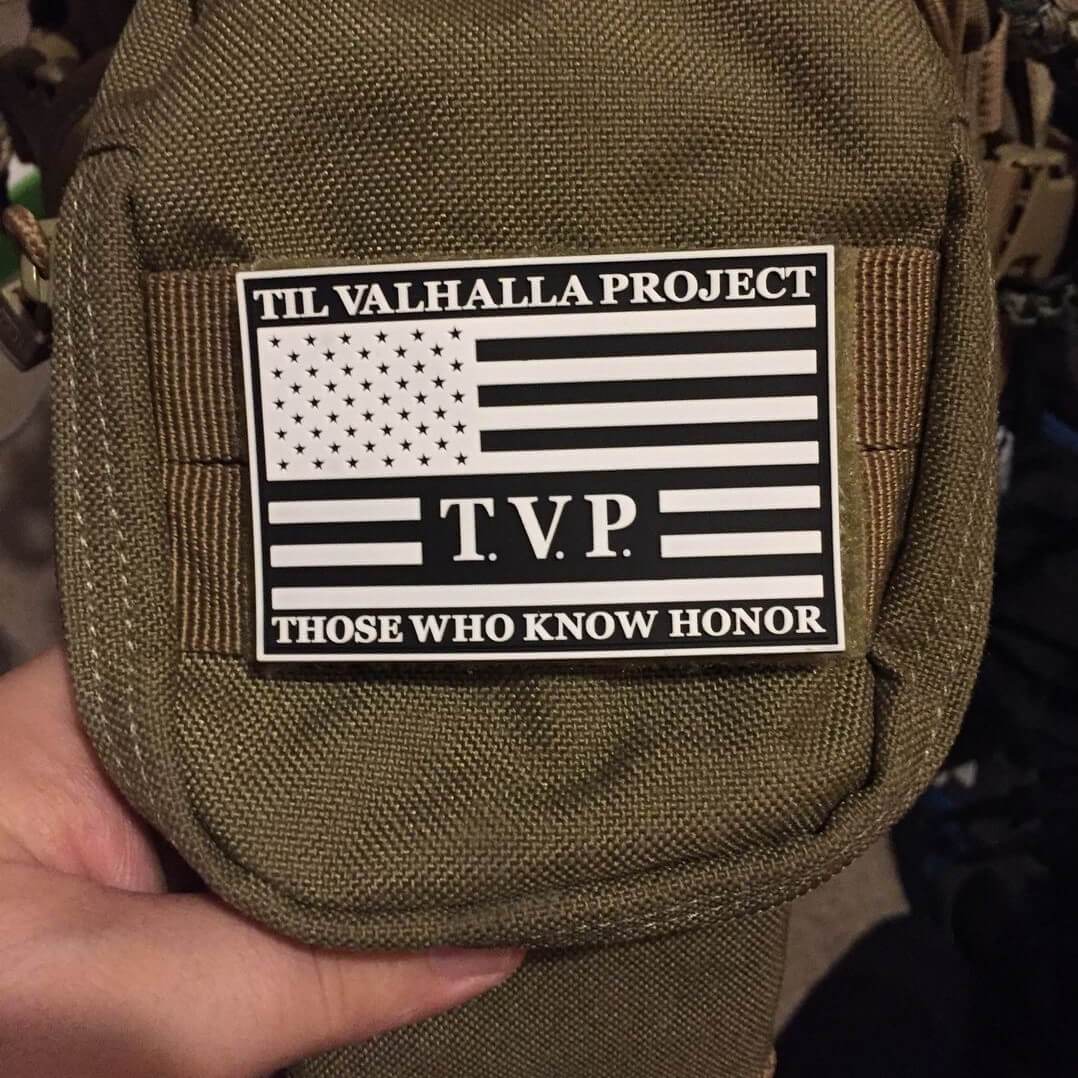 TIL VALHALLA PROJECT
T.V.P.
THOSE WHO KNOW HONOR